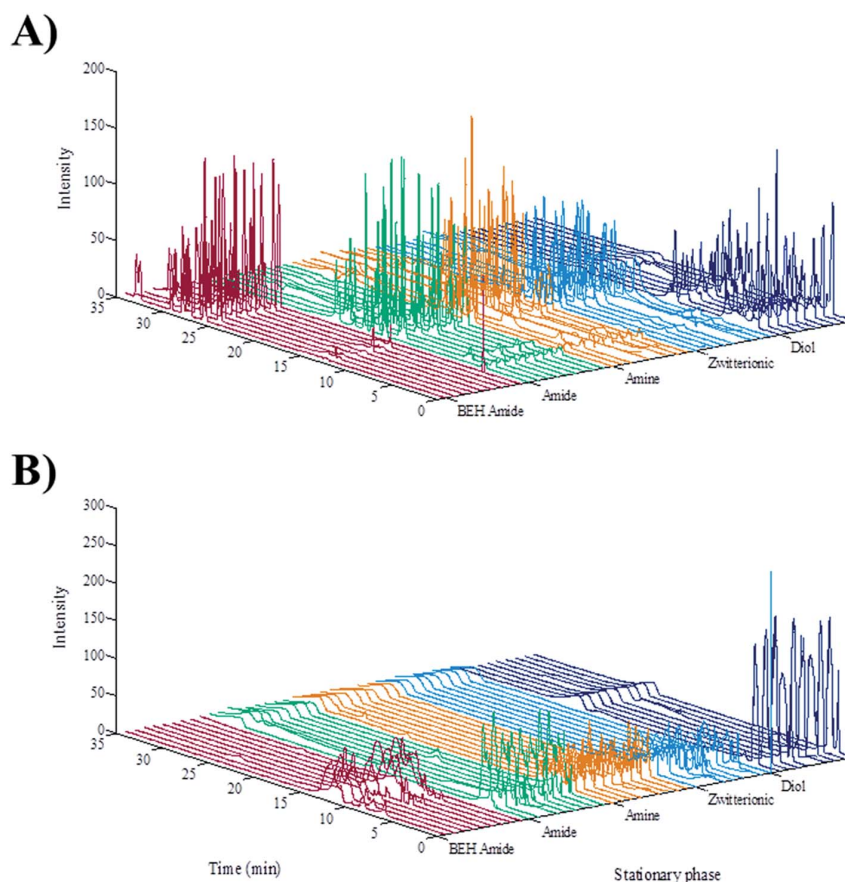 A)
200
150
100
50
0
Intensity
35
30
25
20
15
10
5
0
BEH Amide
Amide
Amine
Zwitterionic
Diol
B)
300
250
200
150
100
50
0
Intensity
35
30
25
20
15
10
5
0
BEH Amide
Amide
Amine
Zwitterionic
Diol
Time (min)
Stationary phase